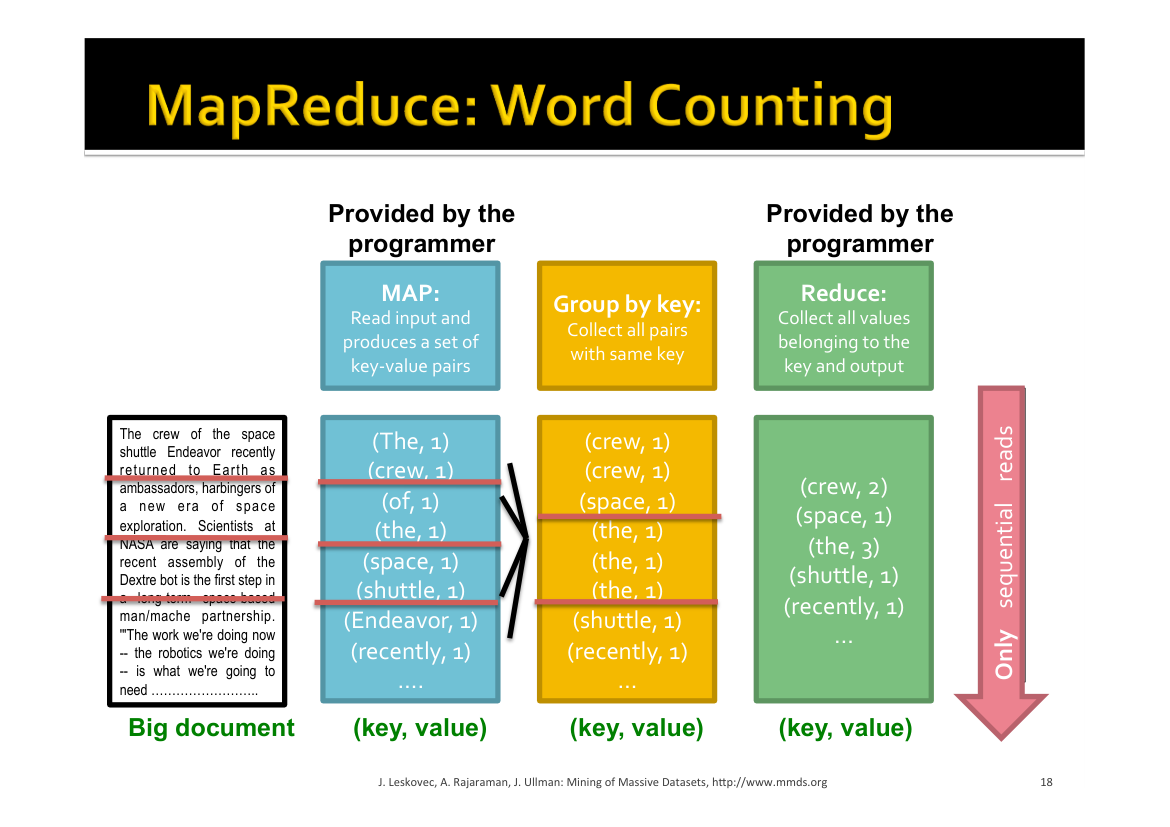 MapReduce: Word Counting
Provided by the
programmer
Provided by the
programmer
MAP:
Read input and
produces a set of
key-value pairs
Group by key:
Collect all pairs
with same key
Reduce:
Collect all values
belonging to the
key and output
The crew of the space
shuttle Endeavor recently
returned to Earth as
ambassadors, harbingers of
a new era of space
exploration. Scientists at
NASA are saying that the
recent assembly of the
Dextre bot is the first step in
a long-term space-based
man/mache partnership.
'"The work we're doing now
-- the robotics we're doing
-- is what we're going to
need ……………………..
Big document
(The, 1)
(crew, 1)
(of, 1)
(the, 1)
(space, 1)
(shuttle, 1)
(Endeavor, 1)
(recently, 1)
….
(key, value)
(crew, 1)
(crew, 1)
(space, 1)
(the, 1)
(the, 1)
(the, 1)
(shuttle, 1)
(recently, 1)
…
(key, value)
(crew, 2)
(space, 1)
(the, 3)
(shuttle, 1)
(recently, 1)
…
(key, value)
Only sequential reads
J. Leskovec, A. Rajaraman, J. Ullman: Mining of Massive Datasets, http://www.mmds.org
18